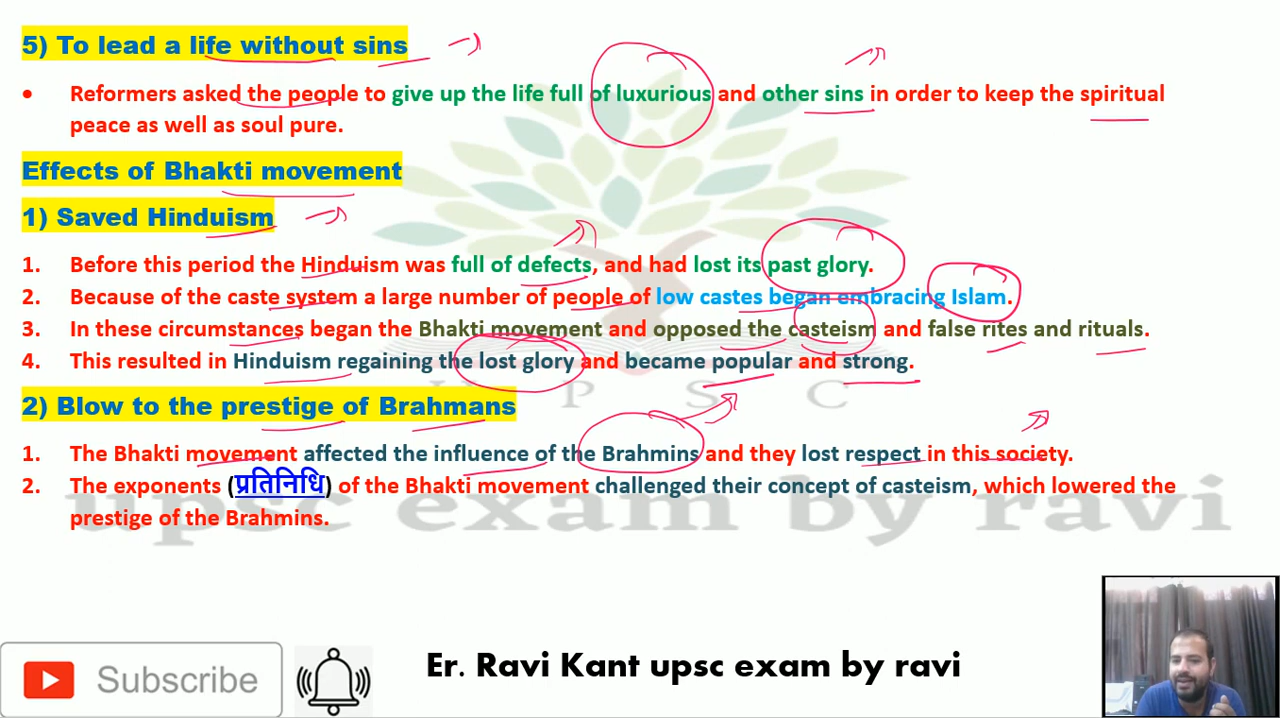 5) To lead a life without sins
• Reformers asked the people to give up the life full of luxurious and other sins in order to keep the spiritual
peace as well as soul pure.
Effects of Bhakti movement
1) Saved Hinduism
1. Before this period the Hinduism was full of defects, and had lost its past glory.
2. Because of the caste system a large number of people of low castes began embracing Islam.
3. In these circumstances began the Bhakti movement and opposed the casteism and false rites and rituals.
4. This resulted in Hinduism regaining the lost glory and became popular and strong.
UPSC
2) Blow to the prestige of Brahmans
1. The Bhakti movement affected the influence of the Brahmins and they lost respect in this society.
2. The exponents (प्रतिनिधि) of the Bhakti movement challenged their concept of casteism, which lowered the
prestige of the Brahmins.
upsc exam by ravi
Subscribe
Er. Ravi Kant upsc exam by ravi